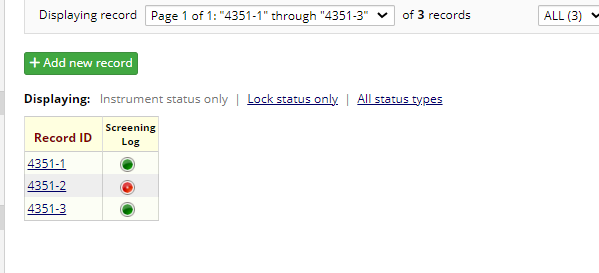 Displaying record Page 1 of 1: "4351-1" through "4351-3" of 3 records ALL (3)
+ Add new record
Displaying: Instrument status only | Lock status only | All status types
Record ID Screening Log
4351-1
4351-2
4351-3